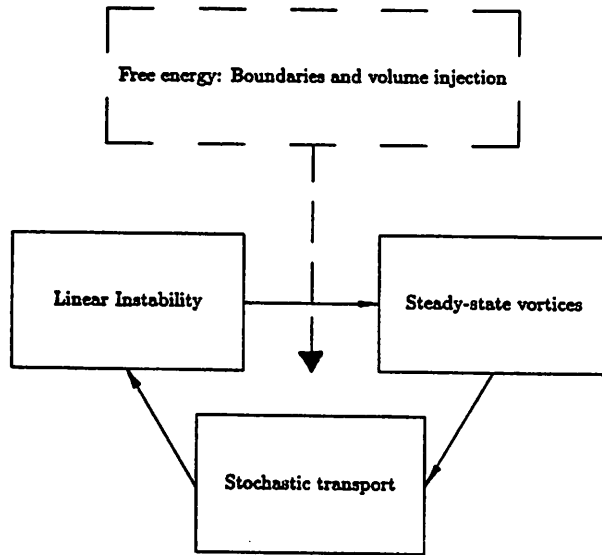 Free energy: Boundaries and volume injection
Linear Instability
Steady-state vortices
Stochastic transport